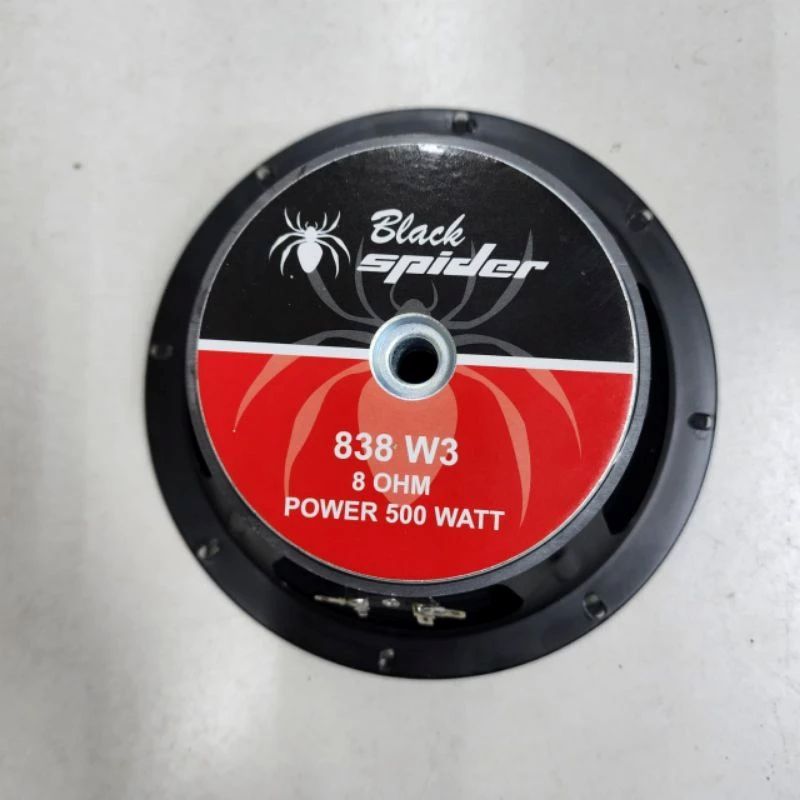 Black
spider
838 W3
8 OHM
POWER 500 WATT